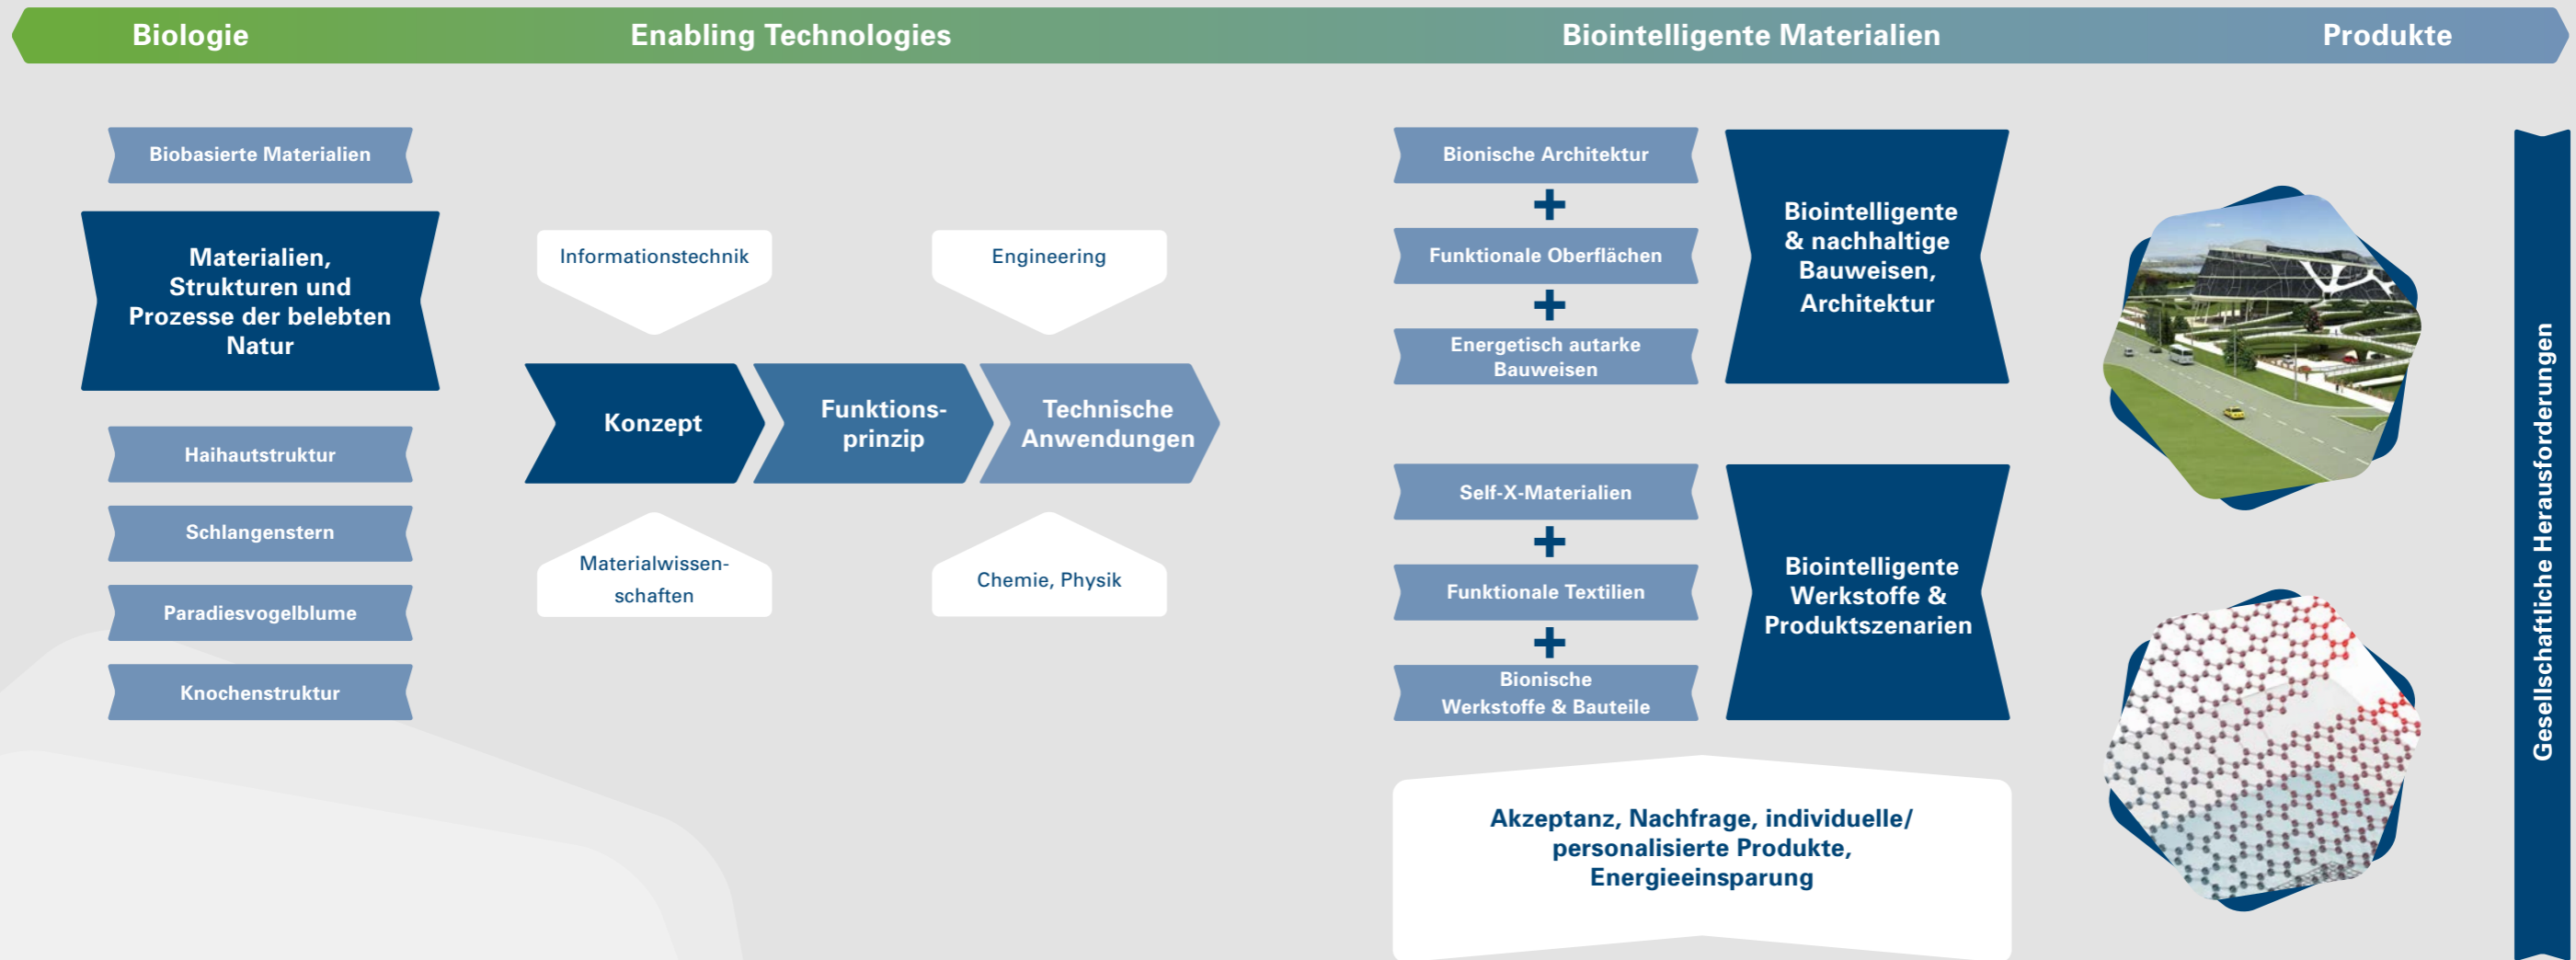 Biologie
Enabling Technologies
Biointelligente Materialien
Produkte
Biobasierte Materialien
Materialien,
Strukturen und
Prozesse der belebten
Natur
Haihautstruktur
Schlangenstern
Paradiesvogelblume
Knochenstruktur
Informationstechnik
Engineering
Konzept
Funktions-
prinzip
Technische
Anwendungen
Materialwissen-
schaften
Chemie, Physik
Bionische Architektur
+
Funktionale Oberflächen
+
Energetisch autarke
Bauweisen
Biointelligente
& nachhaltige
Bauweisen,
Architektur
Self-X-Materialien
+
Funktionale Textilien
+
Bionische
Werkstoffe & Bauteile
Biointelligente
Werkstoffe &
Produktszenarien
Akzeptanz, Nachfrage, individuelle/
personalisierte Produkte,
Energieeinsparung
Gesellschaftliche Herausforderungen